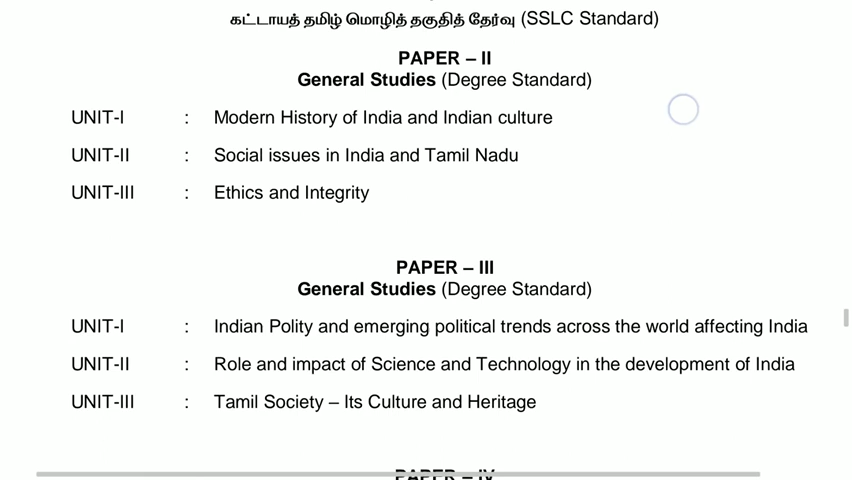 கட்டாயத் தமிழ் மொழித் தகுதித் தேர்வு (SSLC Standard)
PAPER – II
General Studies (Degree Standard)
UNIT-I : Modern History of India and Indian culture
UNIT-II : Social issues in India and Tamil Nadu
UNIT-III : Ethics and Integrity
PAPER – III
General Studies (Degree Standard)
UNIT-I : Indian Polity and emerging political trends across the world affecting India
UNIT-II : Role and impact of Science and Technology in the development of India
UNIT-III : Tamil Society – Its Culture and Heritage
PAPER – IV